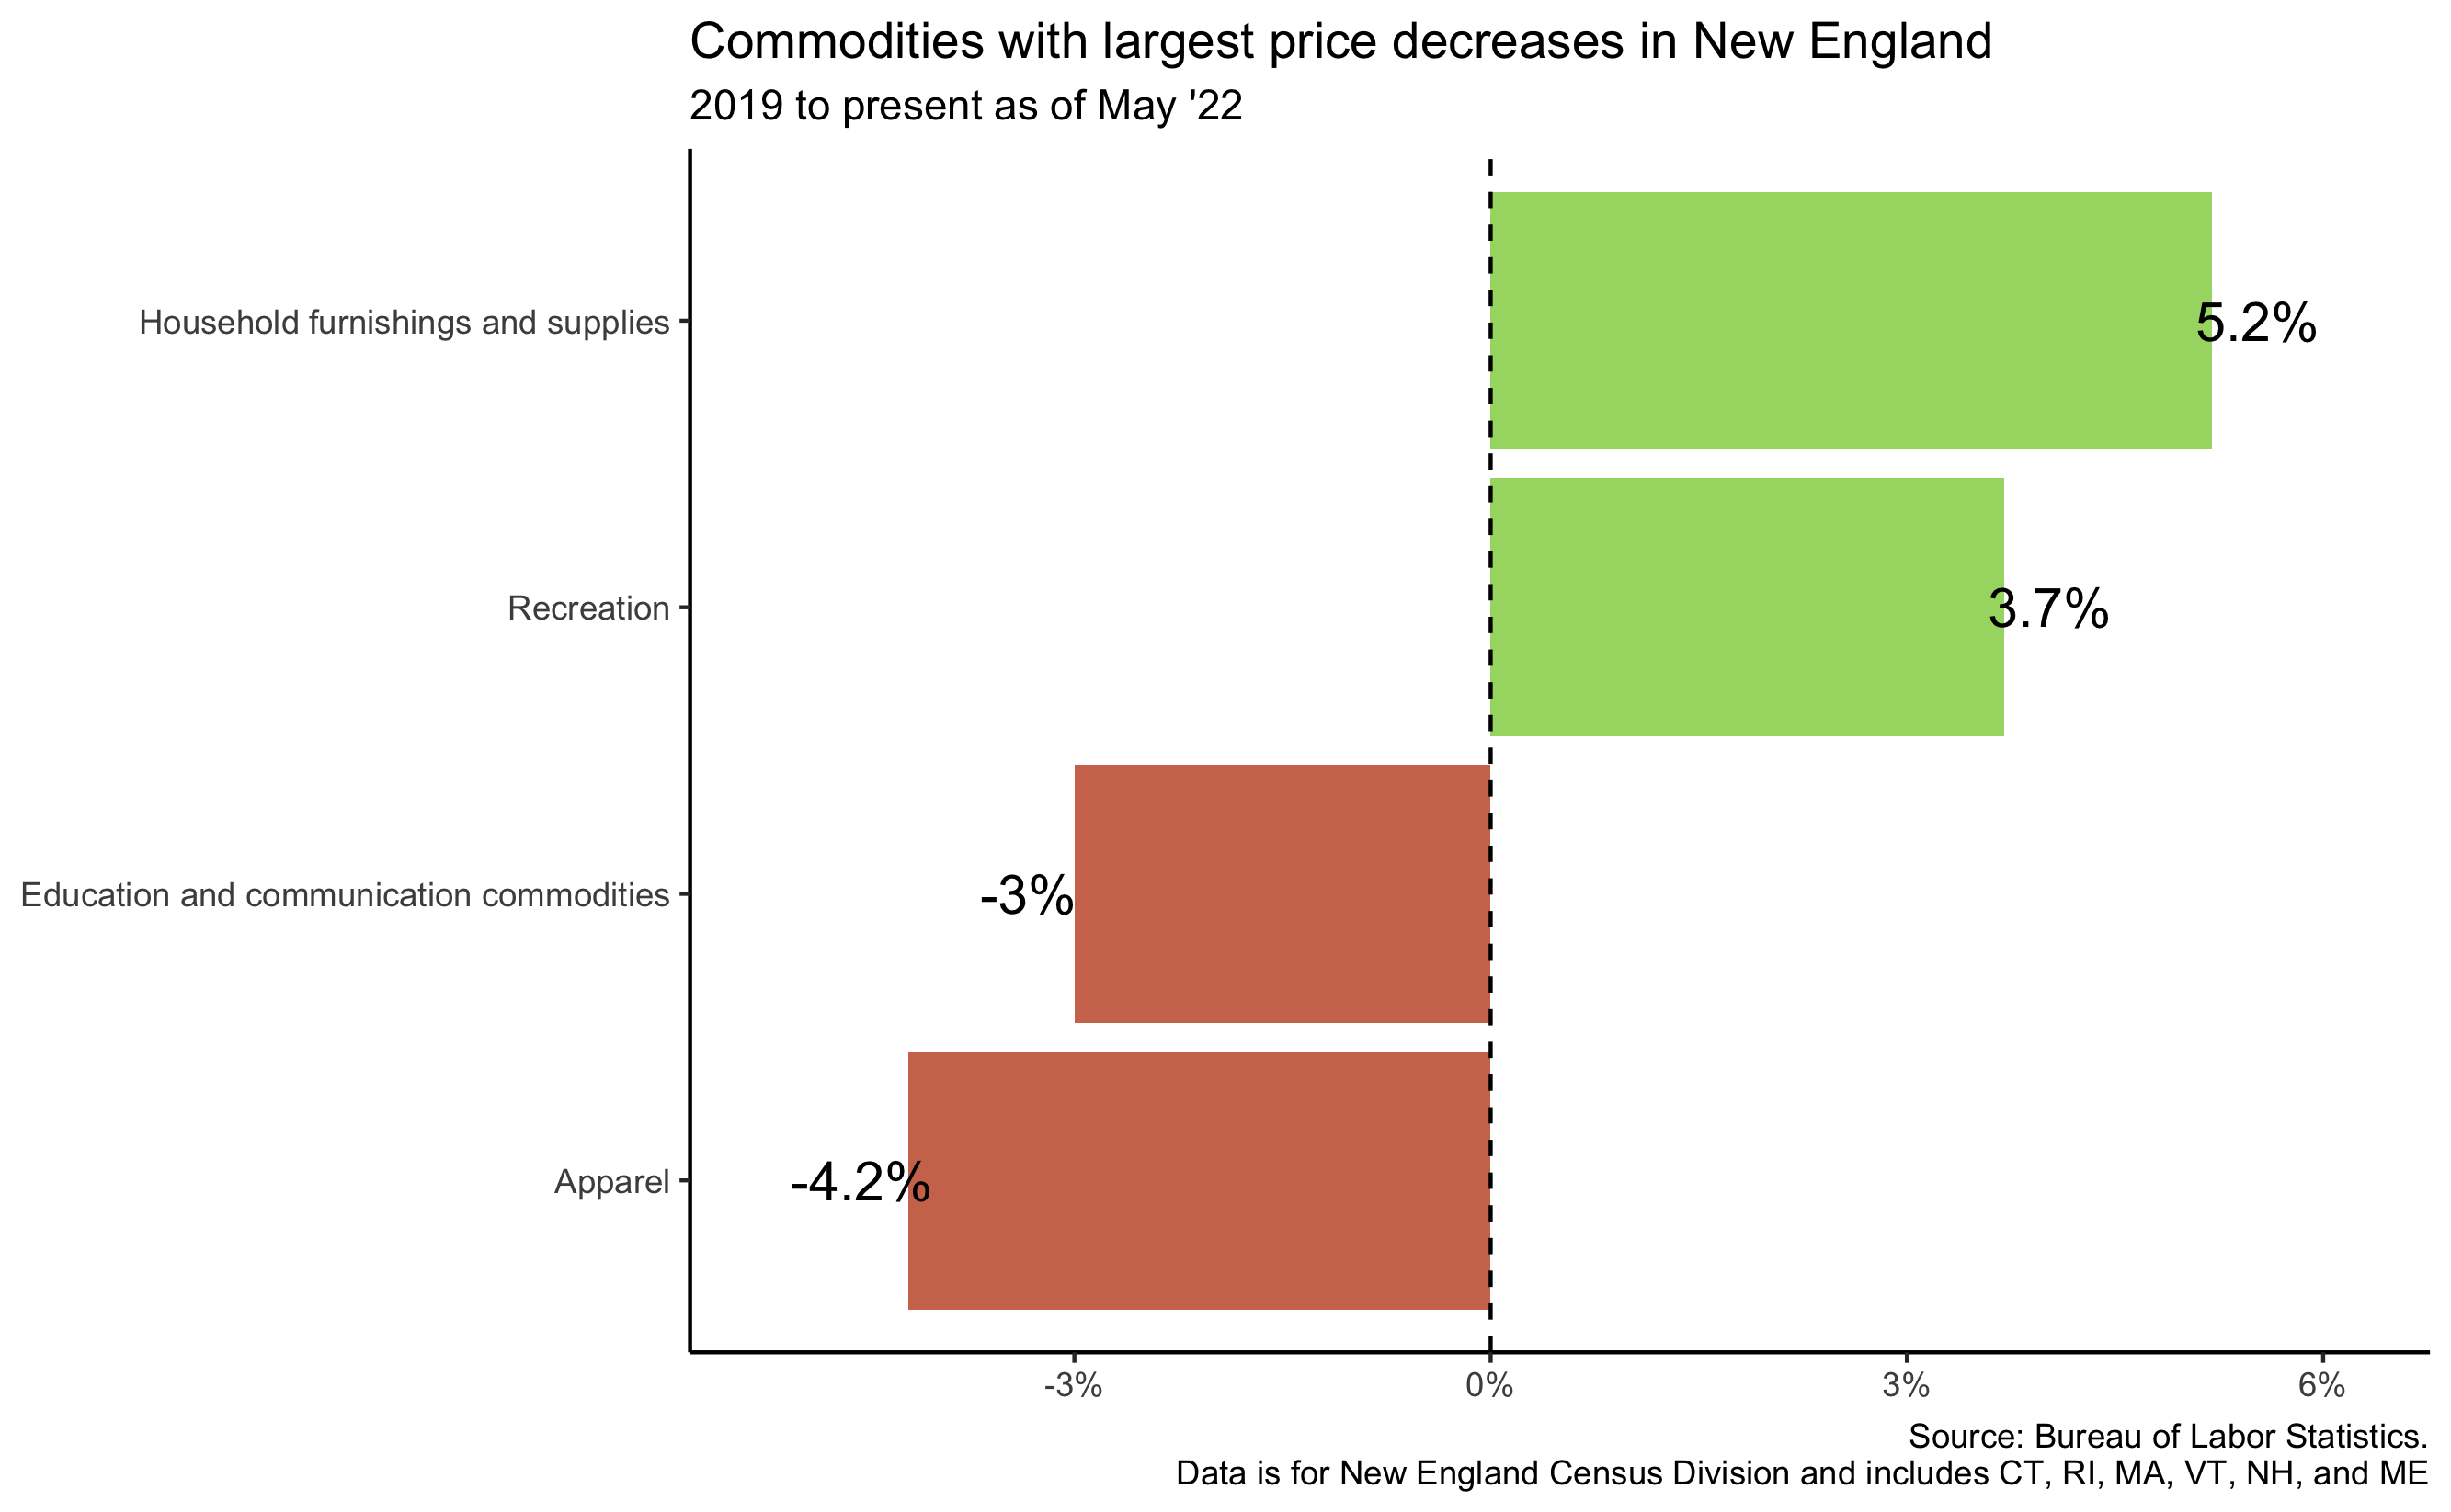 Commodities with largest price decreases in New England
2019 to present as of May '22
Household furnishings and supplies
5.2%
Recreation
3.7%
Education and communication commodities
-3%
Apparel
-4.2%
-3%
0%
3%
6%
Source: Bureau of Labor Statistics.
Data is for New England Census Division and includes CT, RI, MA, VT, NH, and ME